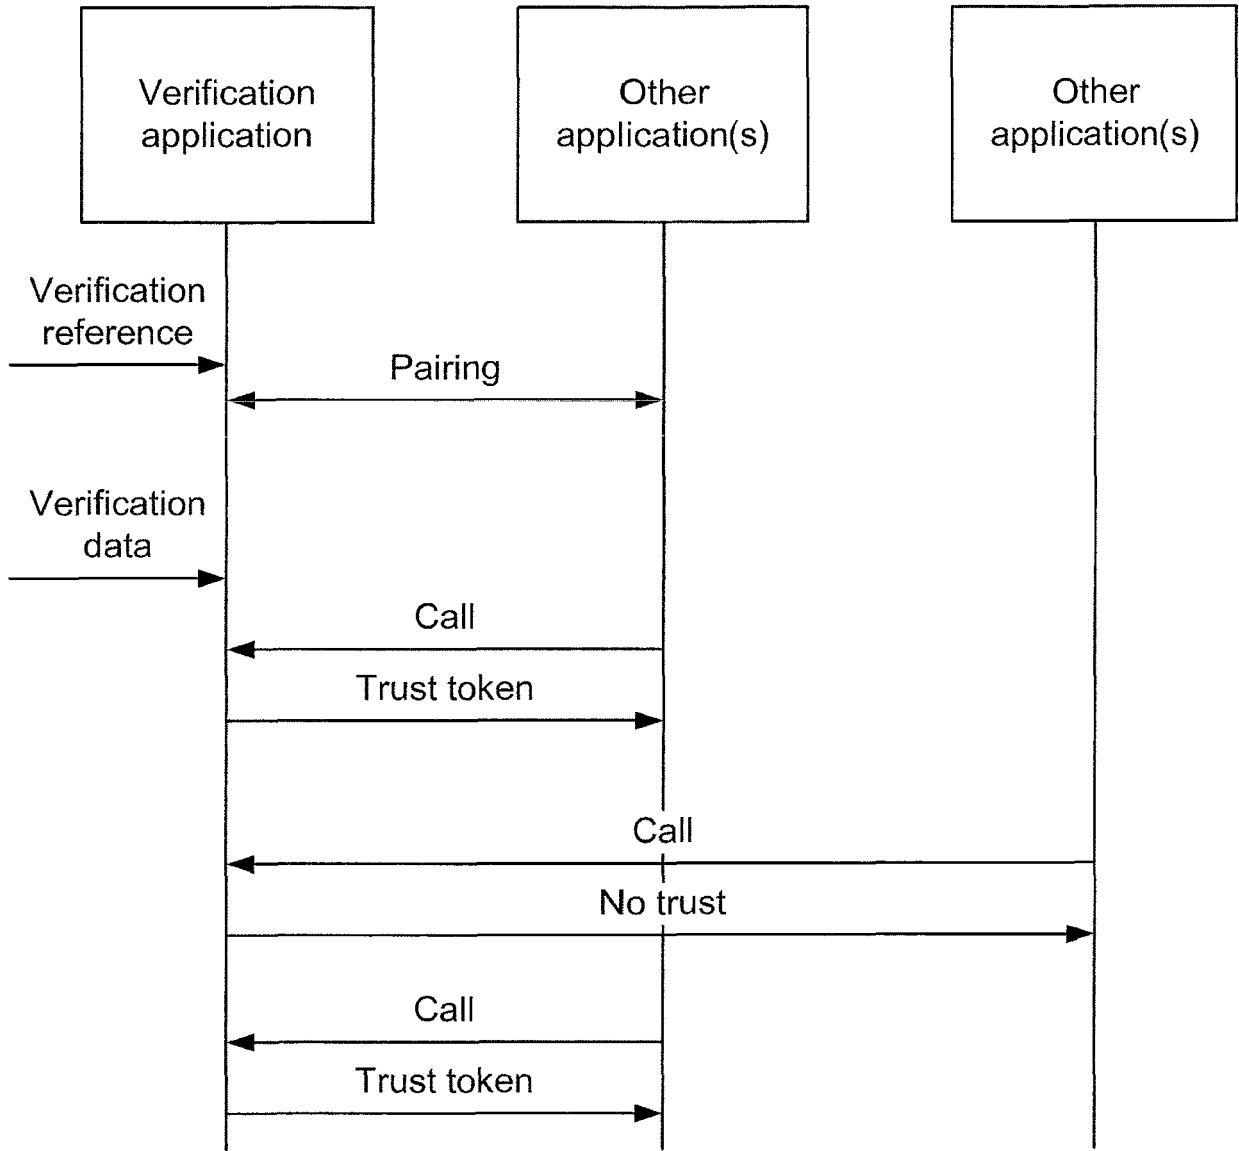 Verification
application
Other
application(s)
Other
application(s)
Verification
reference
Pairing
Verification
data
Call
Trust token
Call
No trust
Call
Trust token